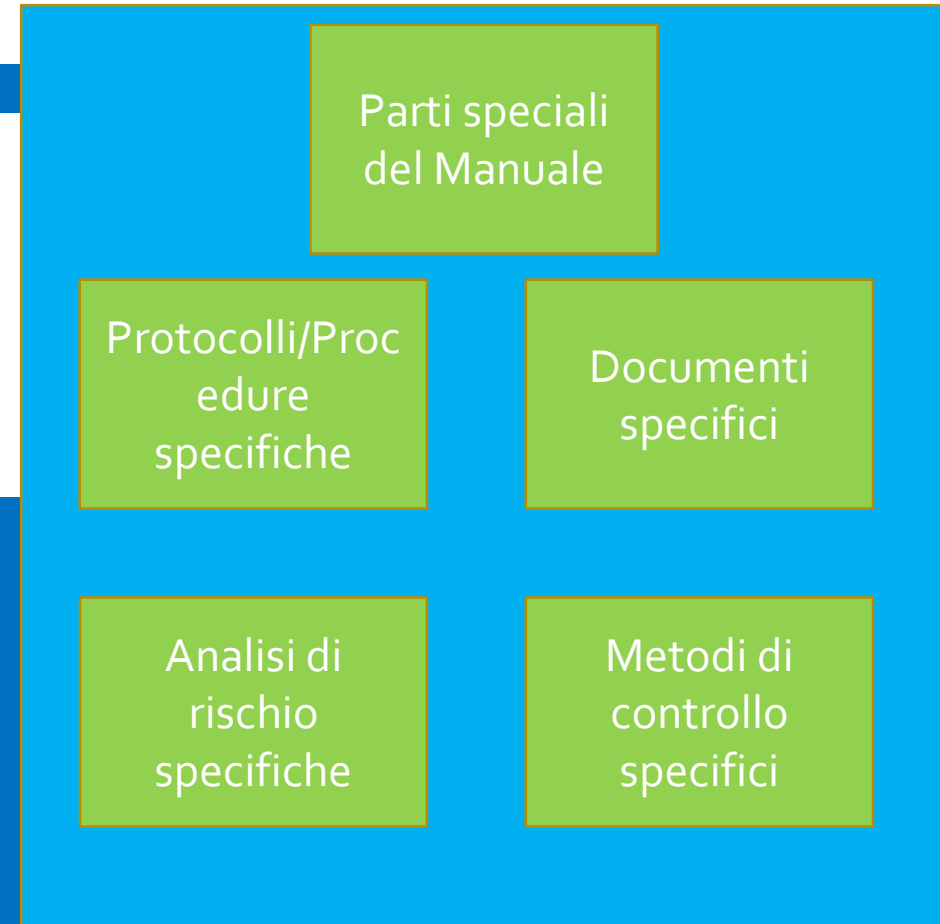 Parti speciali
del Manuale
Protocolli/Proc
edure
specifiche
Documenti
specifici
Analisi di
rischio
specifiche
Metodi di
controllo
specifici